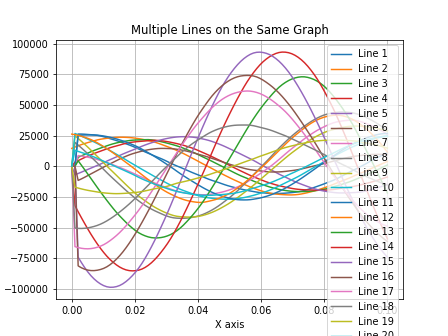 Multiple Lines on the Same Graph
100000
75000
50000
25000
0
−25000
−50000
−75000
−100000
0.00
0.02
0.04
0.06
X axis
Line 1
Line 2
Line 3
Line 4
Line 5
Line 6
Line 7
Line 8
Line 9
Line 10
Line 11
Line 12
Line 13
Line 14
Line 15
Line 16
Line 17
Line 18
Line 19